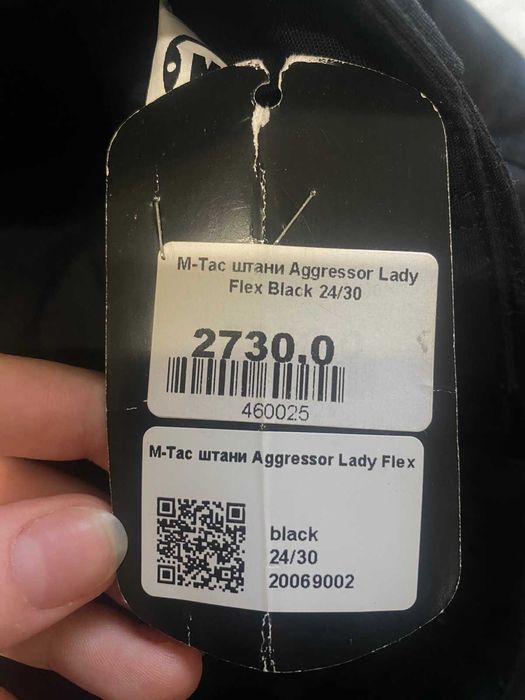 M-Tac штани Aggressor Lady
Flex Black 24/30
2730.0
460025
M-Tac штани Aggressor Lady Flex
black
24/30
20069002